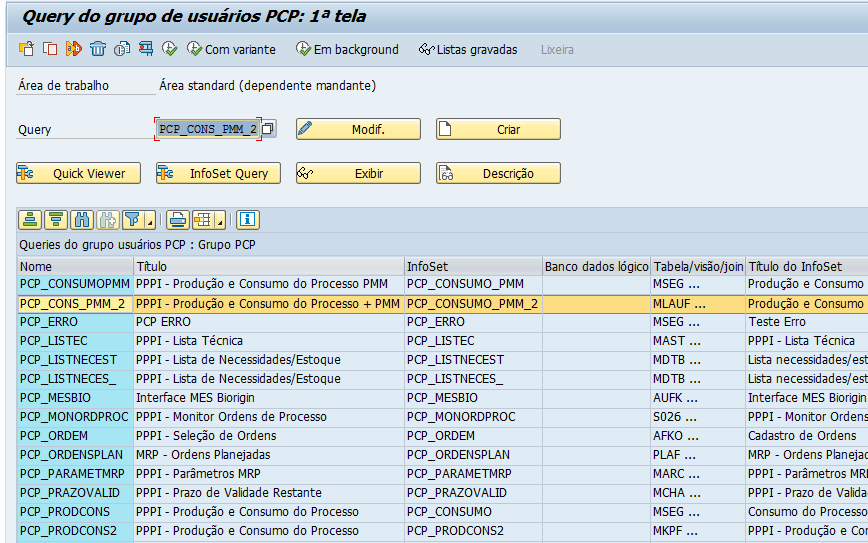 Query do grupo de usuários PCP: 1ª tela
Com variante Em background Listas gravadas Lixeira
Área de trabalho Área standard (dependente mandante)
Query PCP_CONS_PMM_2 Modif. Criar
Quick Viewer InfoSet Query Exibir Descrição
Queries do grupo usuários PCP : Grupo PCP
Nome Título InfoSet Banco dados lógico Tabela/visão/join Título do InfoSet
PCP_CONSUMOPMM PPPI - Produção e Consumo do Processo PMM PCP_CONSUMO_PMM MSEG ... Produção e Consumo
PCP_CONS_PMM_2 PPPI - Produção e Consumo do Processo + PMM PCP_CONSUMO_PMM_2 MLAUF ... Produção e Consumo
PCP_ERRO PCP ERRO PCP_ERRO MSEG ... Teste Erro
PCP_LISTEC PPPI - Lista Técnica PCP_LISTEC MAST ... PPPI - Lista Técnica
PCP_LISTNECEST PPPI - Lista de Necessidades/Estoque PCP_LISTNECEST MDTB ... Lista necessidades/est
PCP_LISTNECES_ PPPI - Lista de Necessidades/Estoque PCP_LISTNECES_ MDTB ... Lista necessidades/est
PCP_MESBIO Interface MES Biorigin PCP_MESBIO AUFK ... Interface MES Biorigin
PCP_MONORDPROC PPPI - Monitor Ordens de Processo PCP_MONORDPROC S026 ... PPPI - Monitor Ordens
PCP_ORDEM PPPI - Seleção de Ordens PCP_ORDEM AFKO ... Cadastro de Ordens
PCP_ORDENSPLAN MRP - Ordens Planejadas PCP_ORDENSPLAN PLAF ... MRP - Ordens Planejad
PCP_PARAMETMRP PPPI - Parâmetros MRP PCP_PARAMETMRP MARC ... PPPI - Parâmetros MR
PCP_PRAZOVALID PPPI - Prazo de Validade Restante PCP_PRAZOVALID MCHA ... PPPI - Prazo de Valida
PCP_PRODCONS PPPI - Produção e Consumo do Processo PCP_CONSUMO MSEG ... Consumo do Processo
PCP_PRODCONS2 PPPI - Produção e Consumo do Processo PCP_PRODCONS2 MKPF ... PPPI - Produção e Con